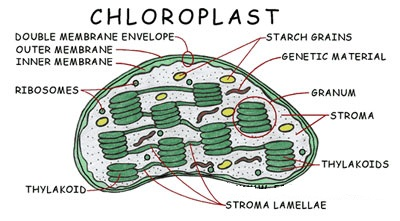 CHLOROPLAST
DOUBLE MEMBRANE ENVELOPE
OUTER MEMBRANE
INNER MEMBRANE
RIBOSOMES
THYLAKOID
STARCH GRAINS
GENETIC MATERIAL
GRANUM
STROMA
THYLAKOIDS
STROMA LAMELLAE